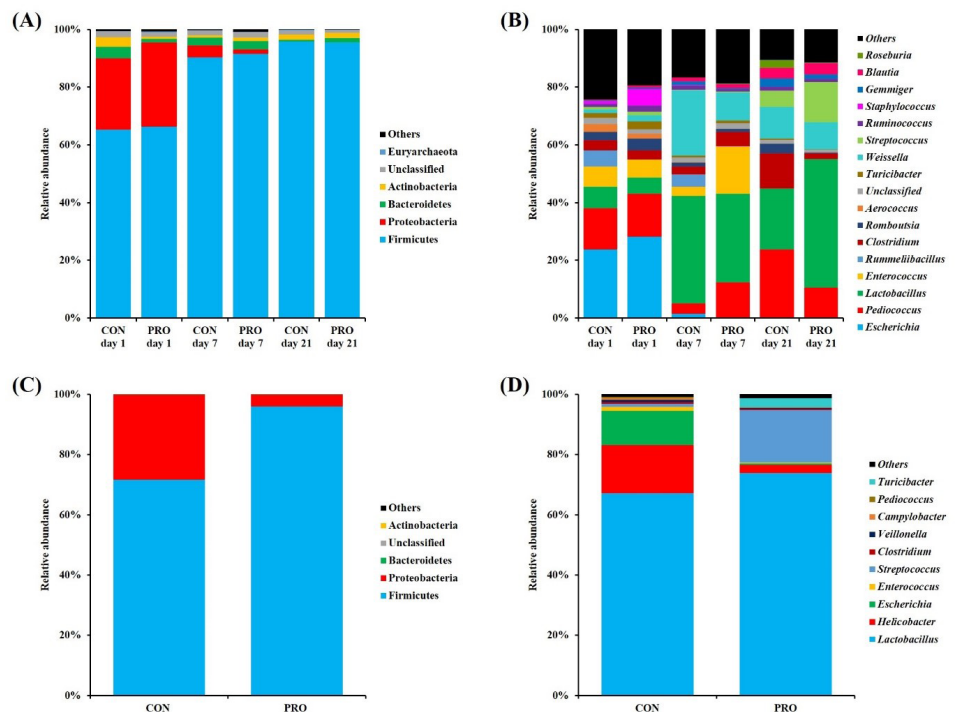 (A)
Relative abundance
100%
80%
60%
40%
20%
0%
CON
day 1
PRO
day 1
CON
day 7
PRO
day 7
CON
day 21
PRO
day 21
Others
Euryarchaeota
Unclassified
Actinobacteria
Bacteroidetes
Proteobacteria
Firmicutes
(B)
Relative abundance
100%
80%
60%
40%
20%
0%
CON
day 1
PRO
day 1
CON
day 7
PRO
day 7
CON
day 21
PRO
day 21
Others
Roseburia
Blautia
Gemmiger
Staphylococcus
Ruminococcus
Streptococcus
Weissella
Turicibacter
Unclassified
Aerococcus
Romboutsia
Clostridium
Rummeliibacillus
Enterococcus
Lactobacillus
Pediococcus
Escherichia
(C)
Relative abundance
100%
80%
60%
40%
20%
0%
CON
PRO
Others
Actinobacteria
Unclassified
Bacteroidetes
Proteobacteria
Firmicutes
(D)
Relative abundance
100%
80%
60%
40%
20%
0%
CON
PRO
Others
Turicibacter
Pediococcus
Campylobacter
Veillonella
Clostridium
Streptococcus
Enterococcus
Escherichia
Helicobacter
Lactobacillus